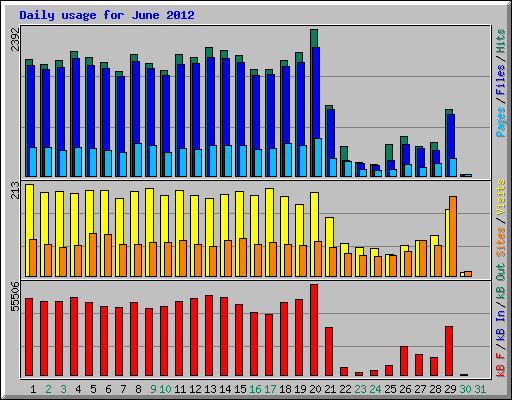 Daily usage for June 2012
2392
Pages / Files / Hits
213
Sites / Visits
55506
kB F / kB In / kB Out
1 2 3 4 5 6 7 8 9 10 11 12 13 14 15 16 17 18 19 20 21 22 23 24 25 26 27 28 29 30 31